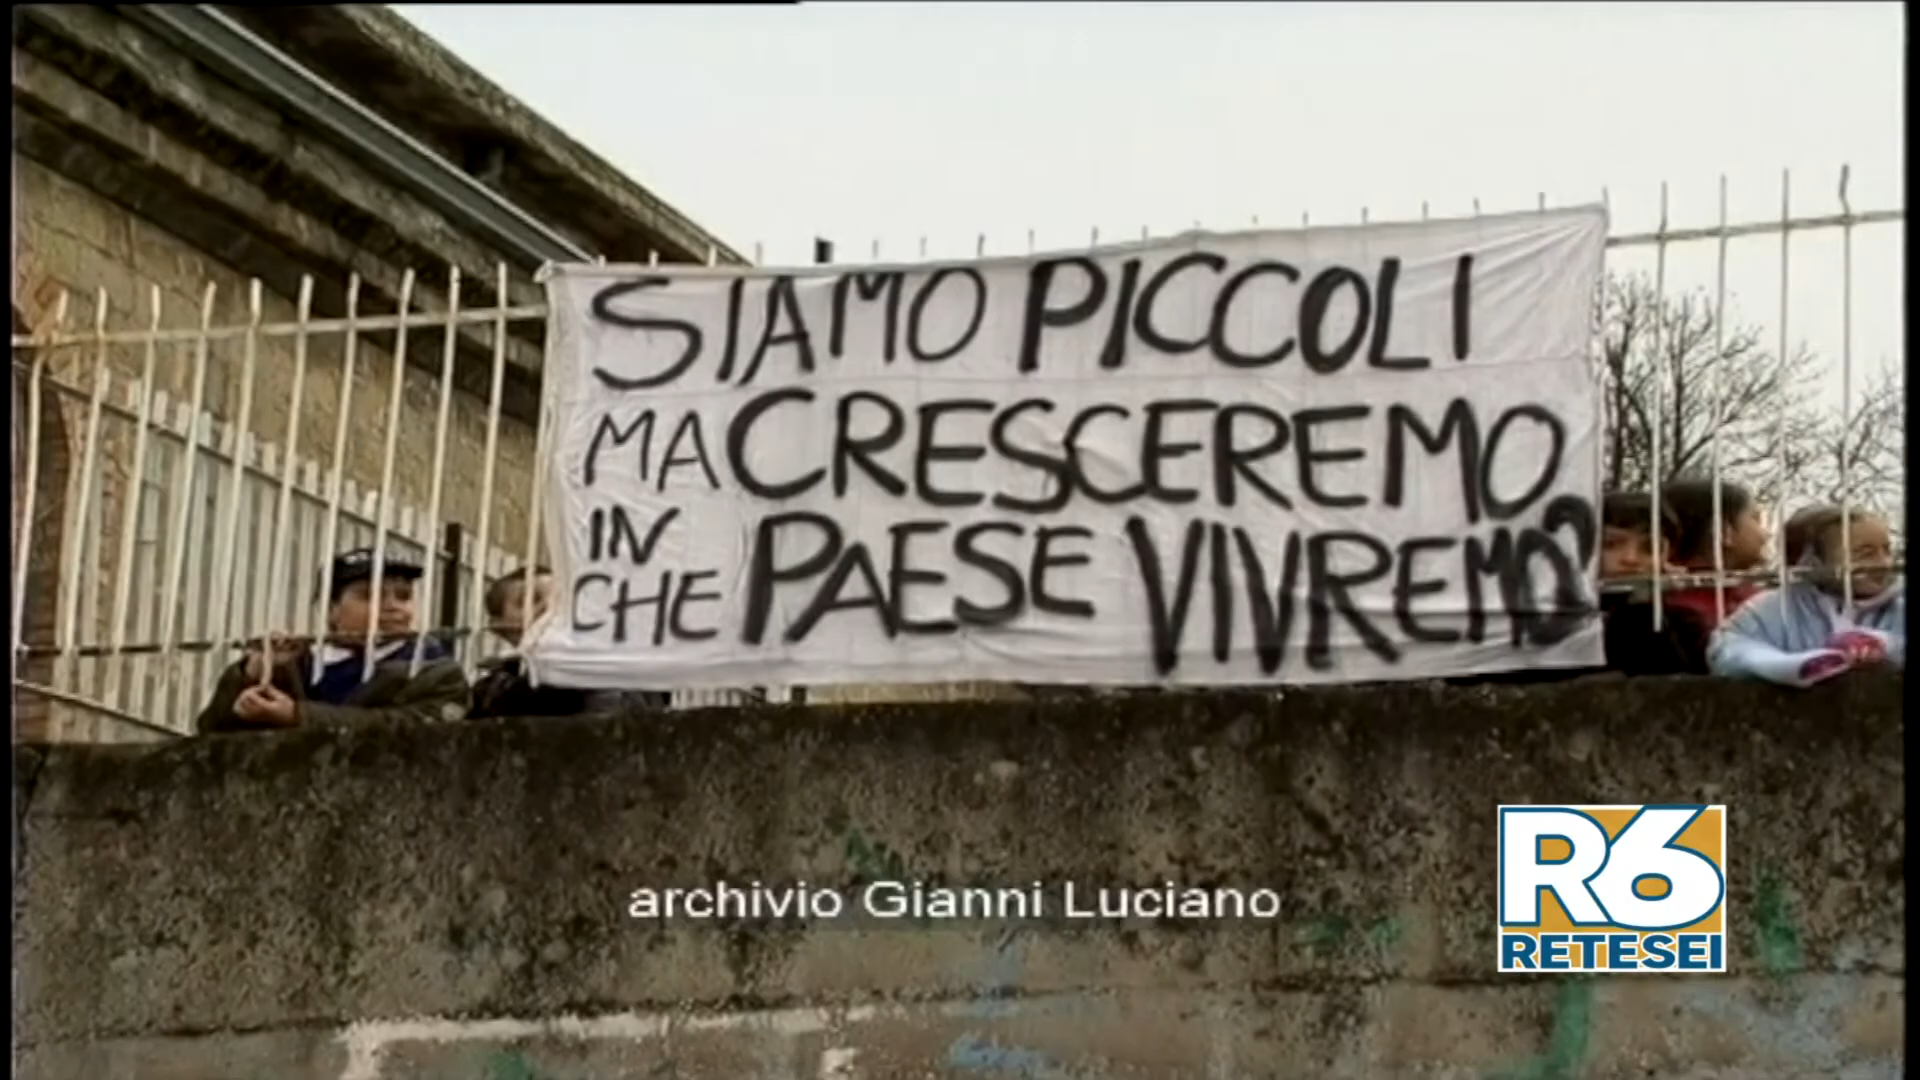 SIAMO PICCOLI
MA CRESCEREMO
IN
CHE PAESE VIVREMO?
archivio Gianni Luciano
R6
RETESEI